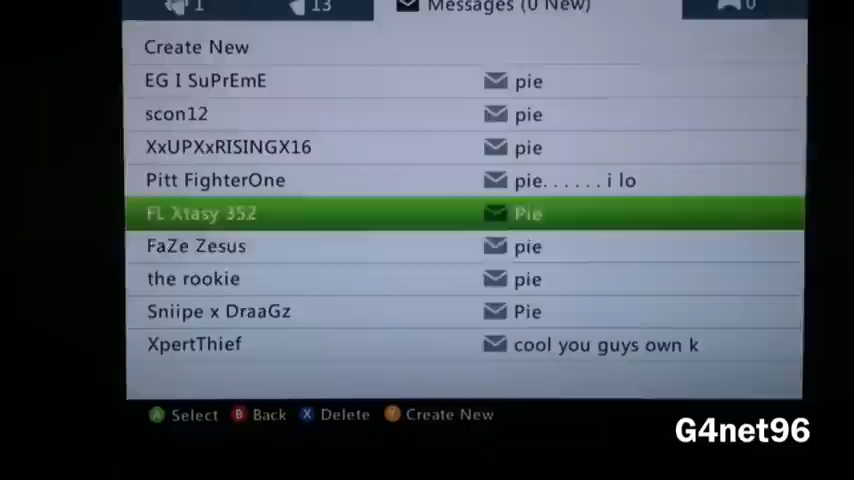 1 13 Messages (0 New) 0
Create New
EG I SuPrEmE pie
scon12 pie
XxUPXxRISINGX16 pie
Pitt FighterOne pie. . . . . . i lo
FL Xtasy 352 Pie
FaZe Zesus pie
the rookie pie
Sniipe x DraaGz Pie
XpertThief cool you guys own k
A Select B Back X Delete Y Create New
G4net96